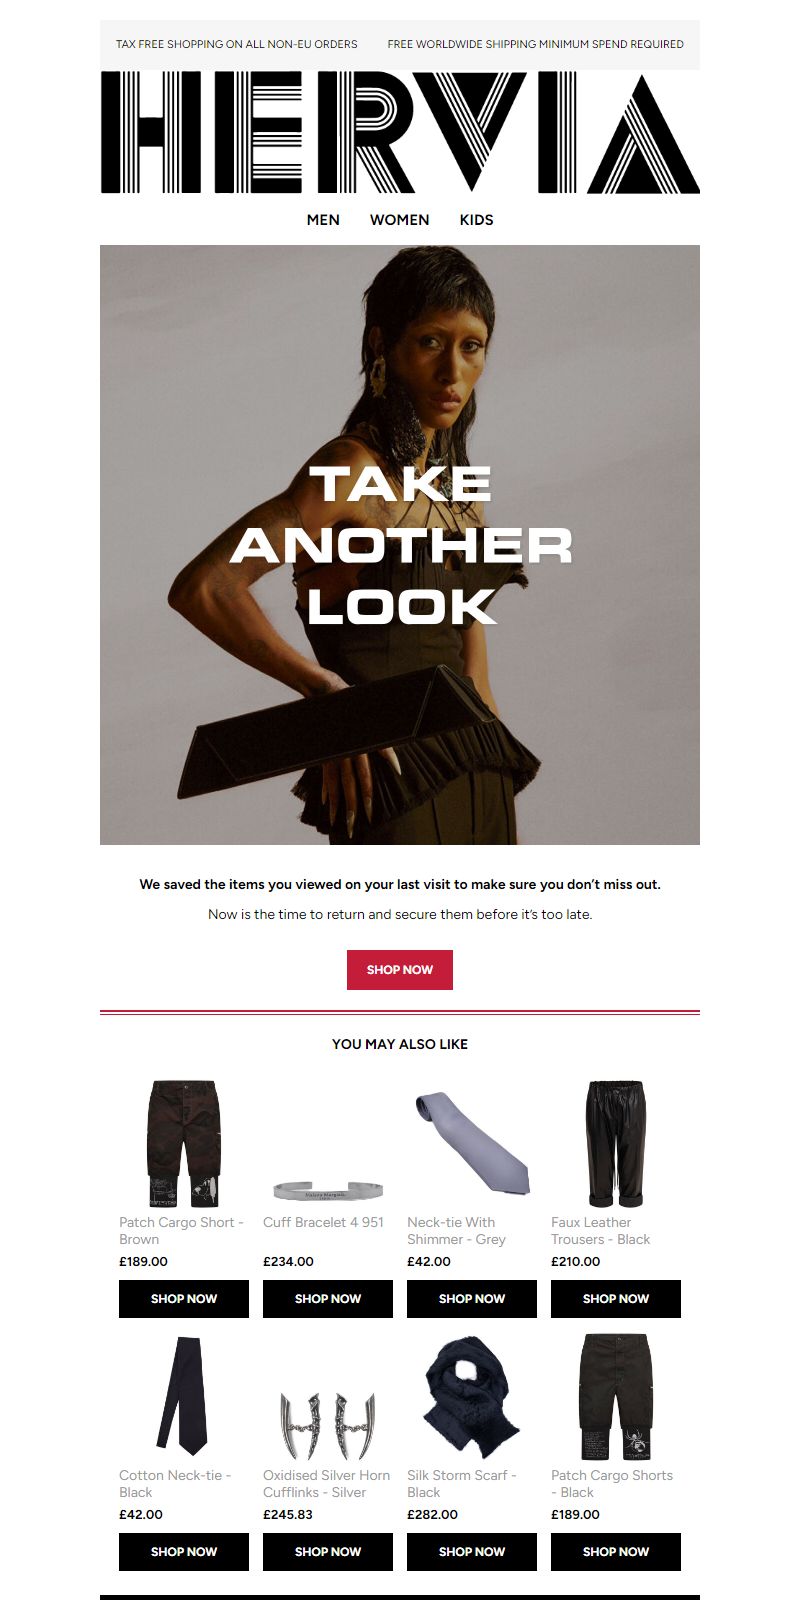 TAX FREE SHOPPING ON ALL NON-EU ORDERS FREE WORLDWIDE SHIPPING MINIMUM SPEND REQUIRED
HERVIA
MEN WOMEN KIDS
TAKE
ANOTHER
LOOK
We saved the items you viewed on your last visit to make sure you don’t miss out.
Now is the time to return and secure them before it’s too late.
SHOP NOW
YOU MAY ALSO LIKE
Patch Cargo Short -
Brown
£189.00
SHOP NOW
Cuff Bracelet 4 951
£234.00
SHOP NOW
Neck-tie With
Shimmer - Grey
£42.00
SHOP NOW
Faux Leather
Trousers - Black
£210.00
SHOP NOW
Cotton Neck-tie -
Black
£42.00
SHOP NOW
Oxidised Silver Horn
Cufflinks - Silver
£245.83
SHOP NOW
Silk Storm Scarf -
Black
£282.00
SHOP NOW
Patch Cargo Shorts
- Black
£189.00
SHOP NOW